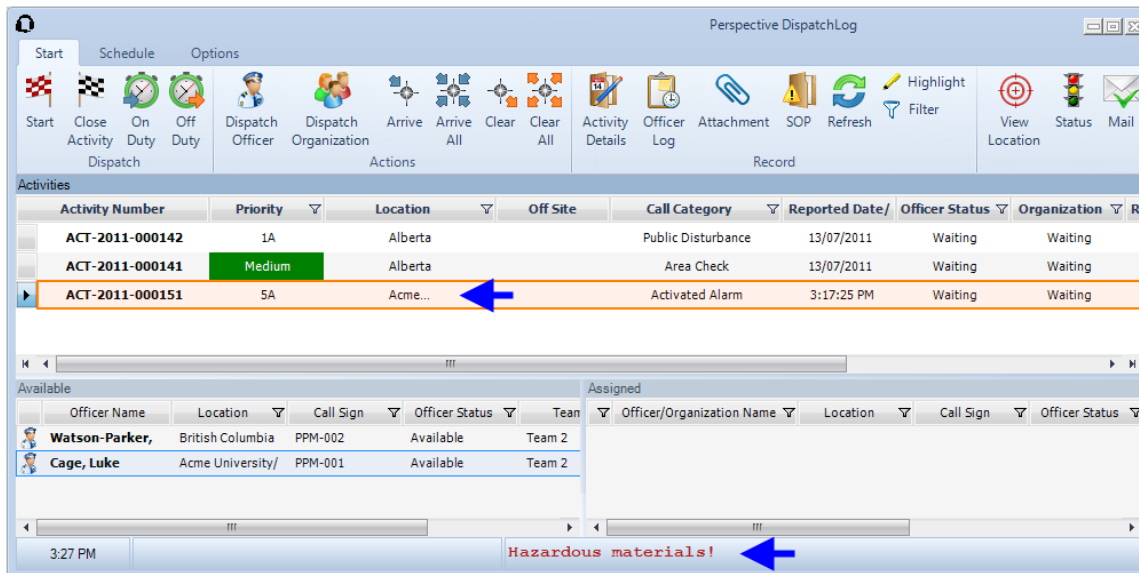 Perspective DispatchLog
Start Schedule Options
Start Close Activity On Duty Off Duty Dispatch Officer Dispatch Organization Arrive Arrive All Clear Clear All Activity Details Officer Log Attachment SOP Refresh Highlight Filter View Location Status Mail
Dispatch Actions Record
Activities
Activity Number Priority Location Off Site Call Category Reported Date/ Officer Status Organization R
ACT-2011-000142 1A Alberta Public Disturbance 13/07/2011 Waiting Waiting
ACT-2011-000141 Medium Alberta Area Check 13/07/2011 Waiting Waiting
ACT-2011-000151 5A Acme... Activated Alarm 3:17:25 PM Waiting Waiting
Available Assigned
Officer Name Location Call Sign Officer Status Team Officer/Organization Name Location Call Sign Officer Status
Watson-Parker, British Columbia PPM-002 Available Team 2
Cage, Luke Acme University/ PPM-001 Available Team 2
3:27 PM Hazardous materials!